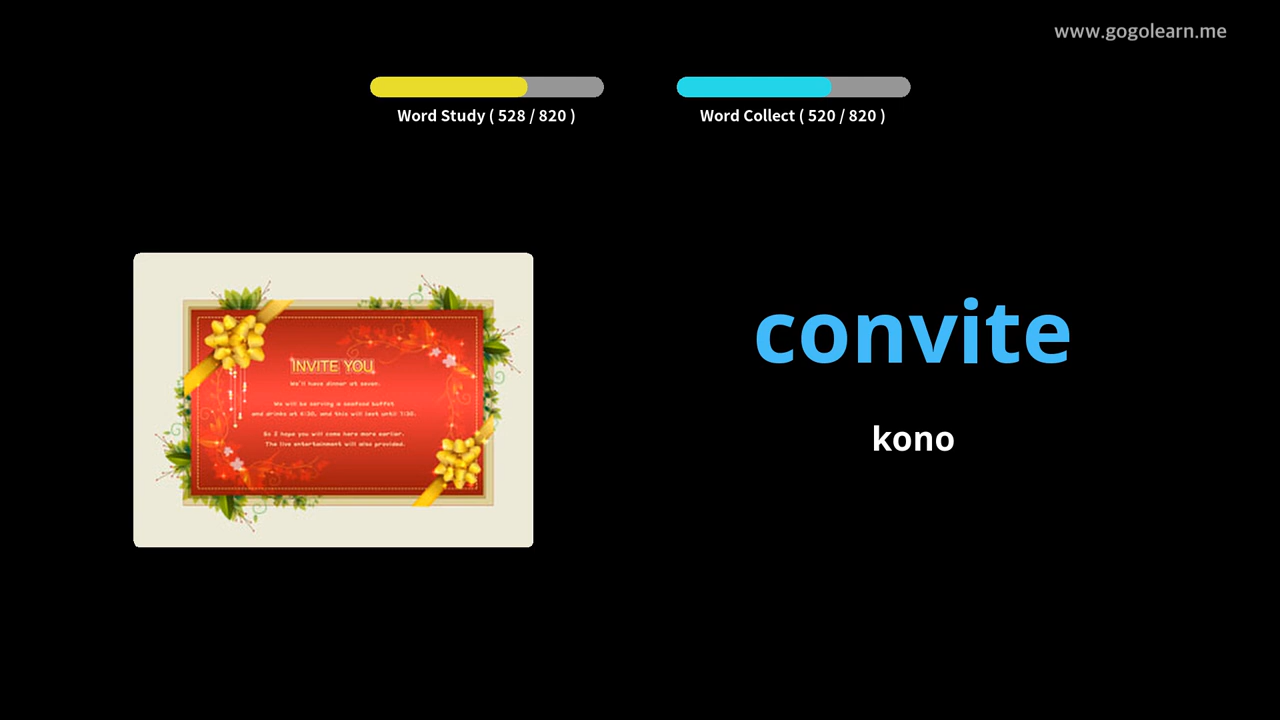 www.gogolearn.me
Word Study ( 528 / 820 )
Word Collect ( 520 / 820 )
INVITE YOU
We'll have dinner at seven.
We will be serving a seafood buffet
and drinks at 6:30, and this will last until 7:30.
So I hope you will come here more earlier.
The live entertainment will also provided.
convite
kono